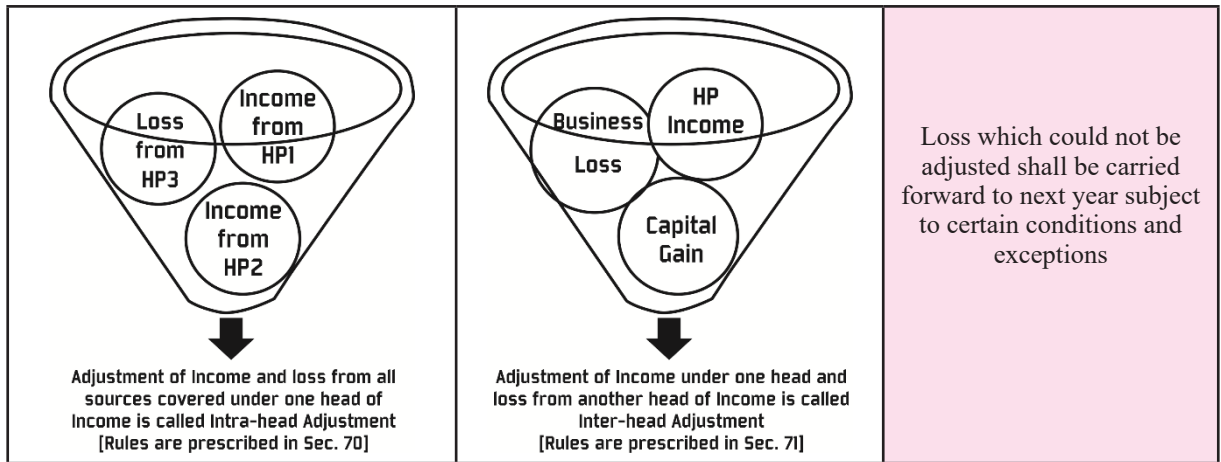 Loss
from
HP3
Income
from
HP1
Income
from
HP2
Adjustment of Income and loss from all
sources covered under one head of
Income is called Intra-head Adjustment
[Rules are prescribed in Sec. 70]
Business
Loss
HP
Income
Capital
Gain
Adjustment of Income under one head and
loss from another head of Income is called
Inter-head Adjustment
[Rules are prescribed in Sec. 71]
Loss which could not be
adjusted shall be carried
forward to next year subject
to certain conditions and
exceptions